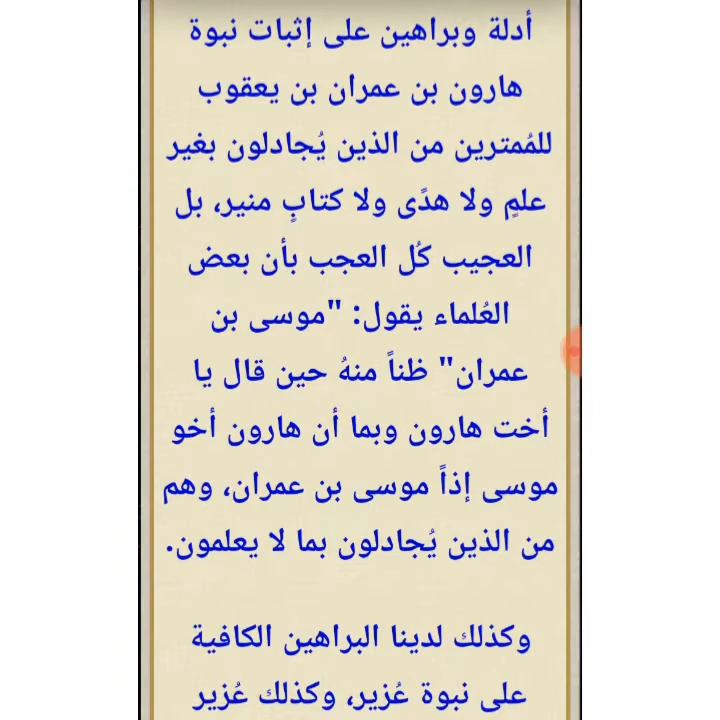 أدلة وبراهين على إثبات نبوة
هارون بن عمران بن يعقوب
للمُمترين من الذين يُجادلون بغير
علمٍ ولا هدًى ولا كتابٍ منير، بل
العجيب كُل العجب بأن بعض
العُلماء يقول: "موسى بن
عمران" ظناً منهُ حين قال يا
أخت هارون وبما أن هارون أخو
موسى إذاً موسى بن عمران، وهم
من الذين يُجادلون بما لا يعلمون.
وكذلك لدينا البراهين الكافية
على نبوة عُزير، وكذلك عُزير